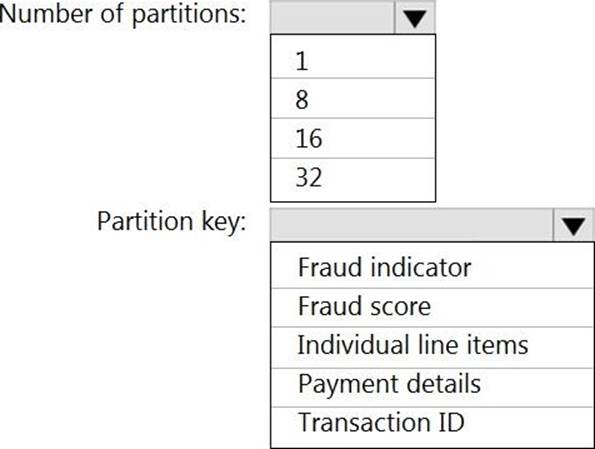 Number of partitions:
1
8
16
32
Partition key:
Fraud indicator
Fraud score
Individual line items
Payment details
Transaction ID